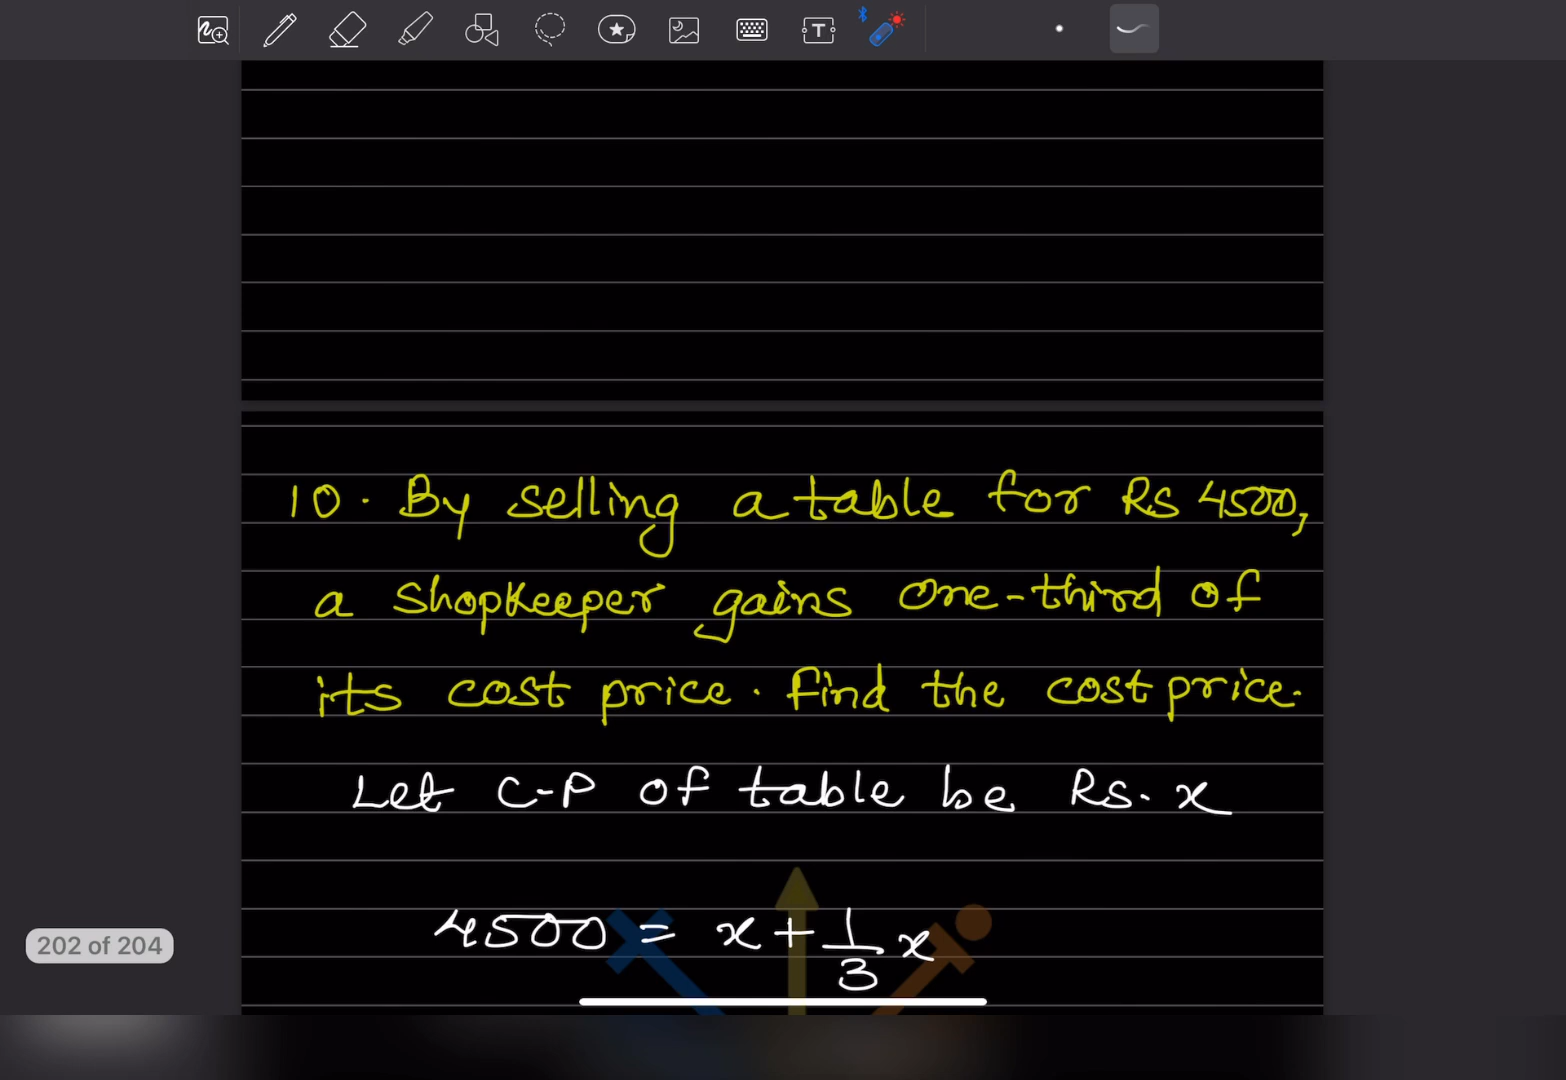 10. By selling a table for Rs 4500,
a shopkeeper gains one-third of
its cost price. find the cost price.
Let C-P of table be Rs. x
4500 = x + 1/3 x
202 of 204